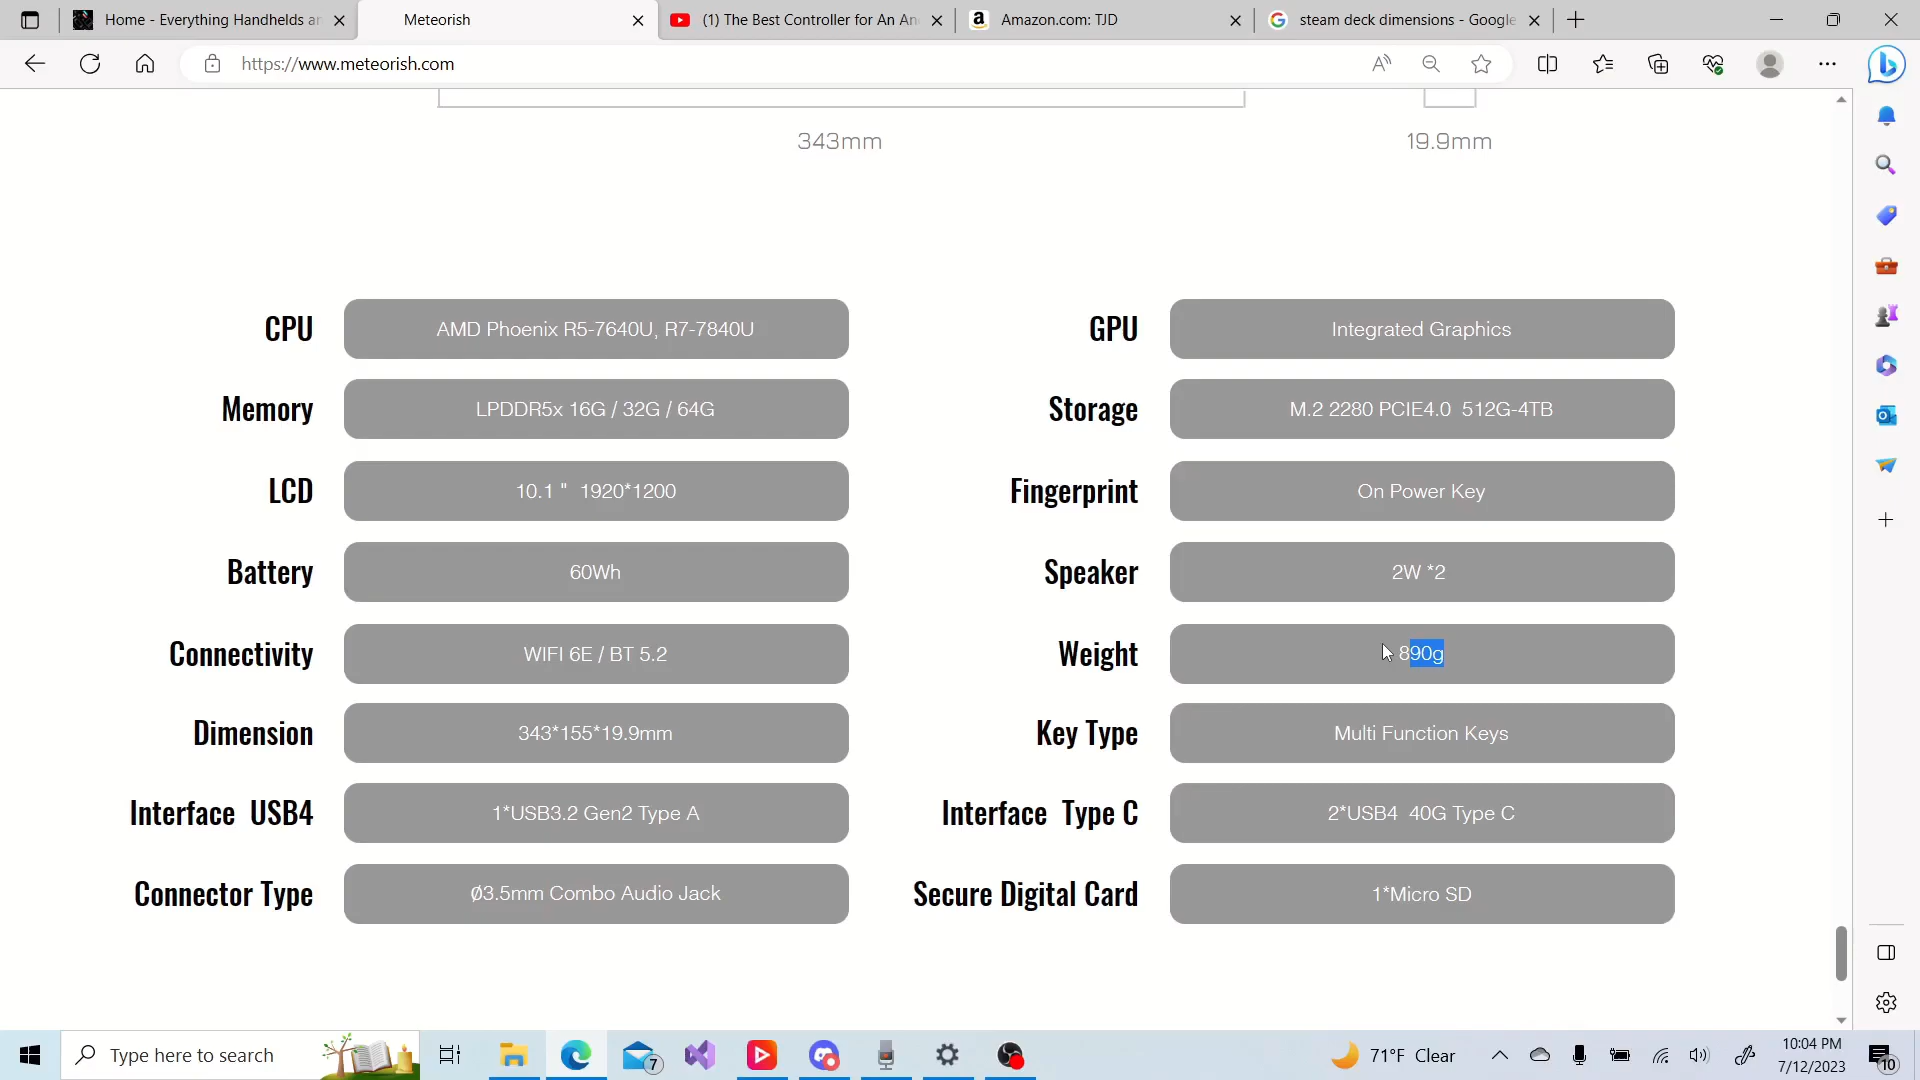 Home - Everything Handhelds ar
Meteorish
(1) The Best Controller for An An
Amazon.com: TJD
steam deck dimensions - Google
https://www.meteorish.com
343mm
19.9mm
CPU
AMD Phoenix R5-7640U, R7-7840U
GPU
Integrated Graphics
Memory
LPDDR5x 16G / 32G / 64G
Storage
M.2 2280 PCIE4.0 512G-4TB
LCD
10.1 " 1920*1200
Fingerprint
On Power Key
Battery
60Wh
Speaker
2W *2
Connectivity
WIFI 6E / BT 5.2
Weight
890g
Dimension
343*155*19.9mm
Key Type
Multi Function Keys
Interface USB4
1*USB3.2 Gen2 Type A
Interface Type C
2*USB4 40G Type C
Connector Type
Ø3.5mm Combo Audio Jack
Secure Digital Card
1*Micro SD
Type here to search
7
71°F Clear
10:04 PM
7/12/2023
10